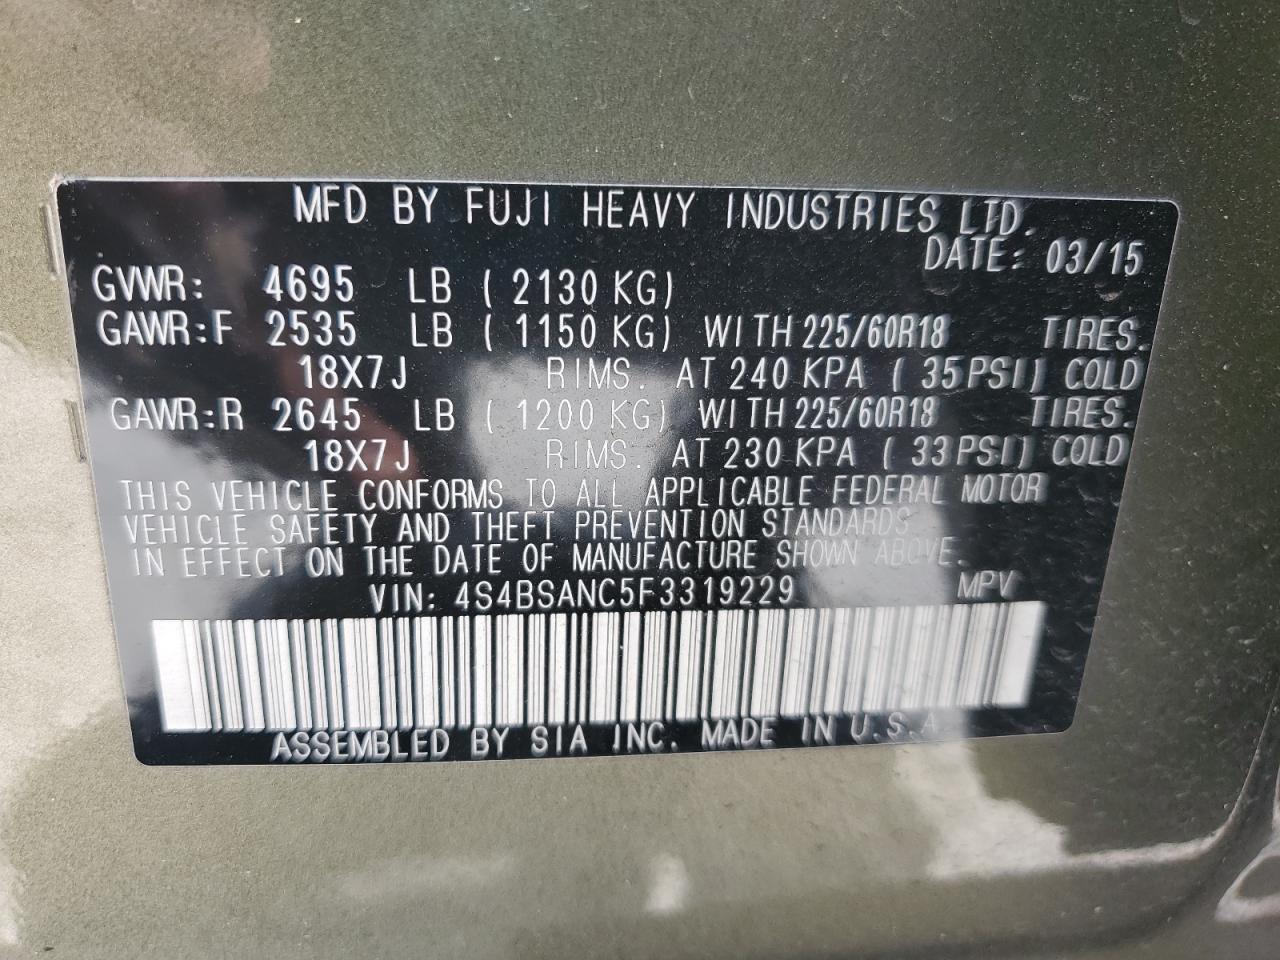 MFD BY FUJI HEAVY INDUSTRIES LTD.
DATE: 03/15
GVWR: 4695 LB ( 2130 KG)
GAWR:F 2535 LB ( 1150 KG) WITH 225/60R18 TIRES.
18X7J RIMS. AT 240 KPA ( 35PSI) COLD
GAWR:R 2645 LB ( 1200 KG) WITH 225/60R18 TIRES.
18X7J RIMS. AT 230 KPA ( 33PSI) COLD
THIS VEHICLE CONFORMS TO ALL APPLICABLE FEDERAL MOTOR
VEHICLE SAFETY AND THEFT PREVENTION STANDARDS
IN EFFECT ON THE DATE OF MANUFACTURE SHOWN ABOVE.
VIN: 4S4BSANC5F3319229 MPV
ASSEMBLED BY SIA INC. MADE IN U.S.A.